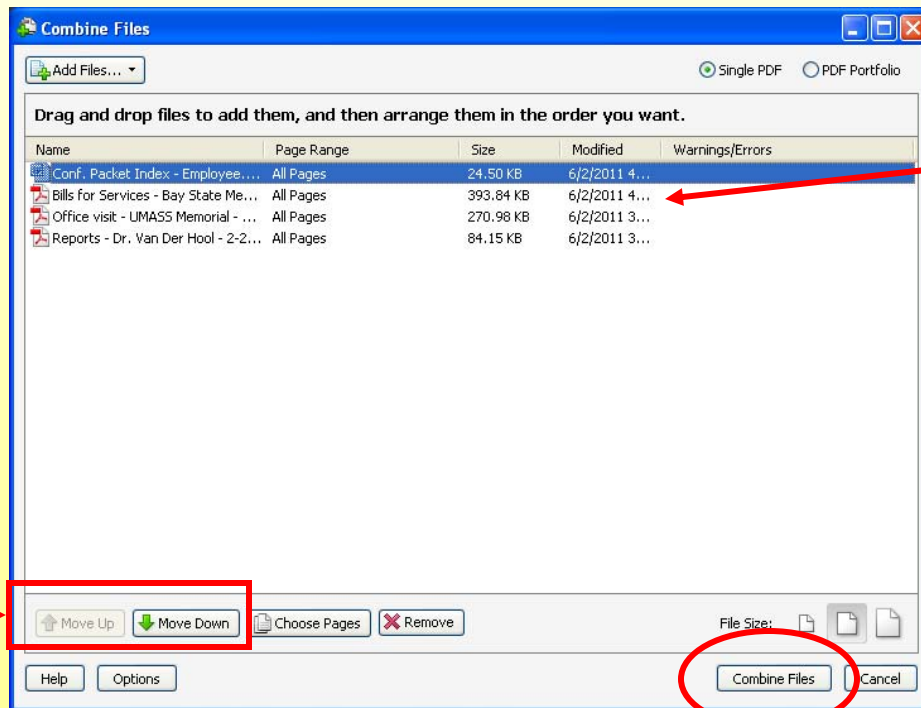 Combine Files
Add Files...
Single PDF PDF Portfolio
Drag and drop files to add them, and then arrange them in the order you want.
Name Page Range Size Modified Warnings/Errors
Conf. Packet Index - Employee.... All Pages 24.50 KB 6/2/2011 4...
Bills for Services - Bay State Me... All Pages 393.84 KB 6/2/2011 4...
Office visit - UMASS Memorial - ... All Pages 270.98 KB 6/2/2011 3...
Reports - Dr. Van Der Hool - 2-2... All Pages 84.15 KB 6/2/2011 3...
Move Up Move Down Choose Pages Remove File Size:
Help Options Combine Files Cancel